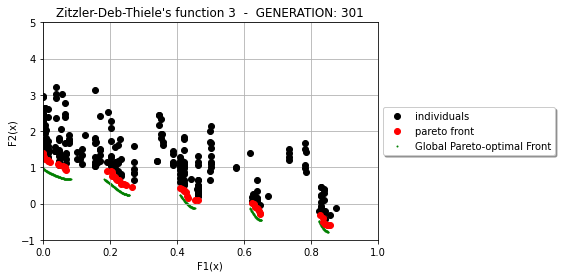 Zitzler-Deb-Thiele's function 3 - GENERATION: 301
5
4
3
2
1
0
−1
0.0 0.2 0.4 0.6 0.8 1.0
F2(x)
F1(x)
individuals
pareto front
Global Pareto-optimal Front